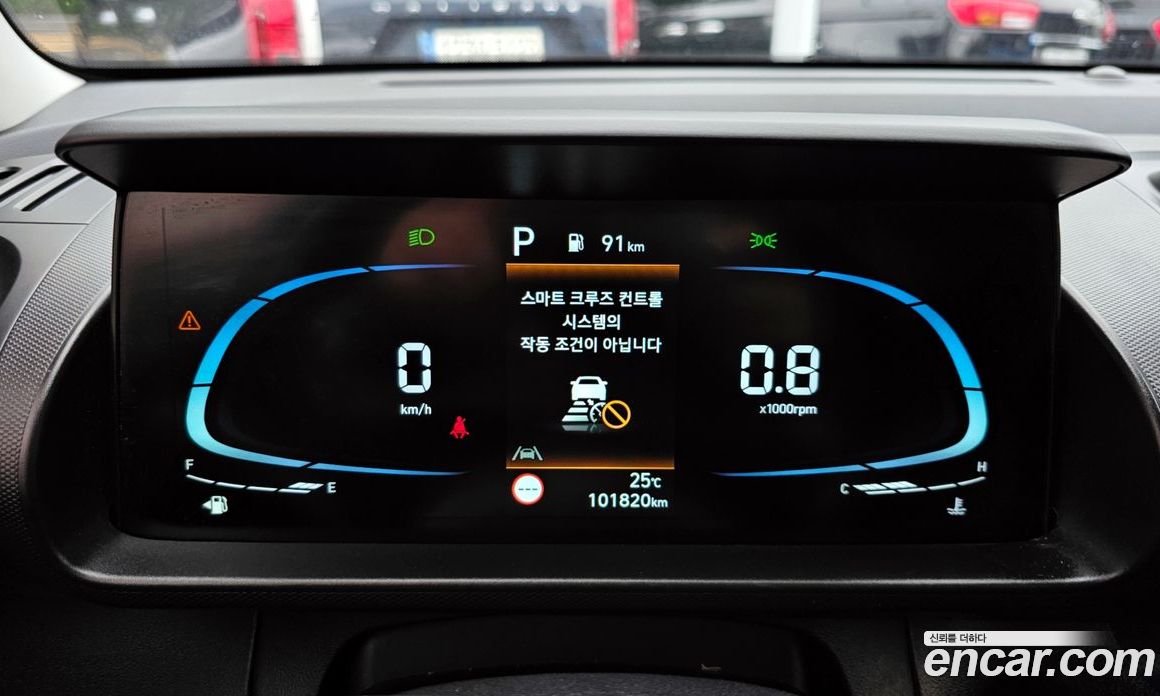 P 91km
스마트 크루즈 컨트롤
시스템의
작동 조건이 아닙니다
0
km/h
0.8
x1000rpm
F
E
---
25℃
101820km
H
C
신뢰를 더하다
encar.com